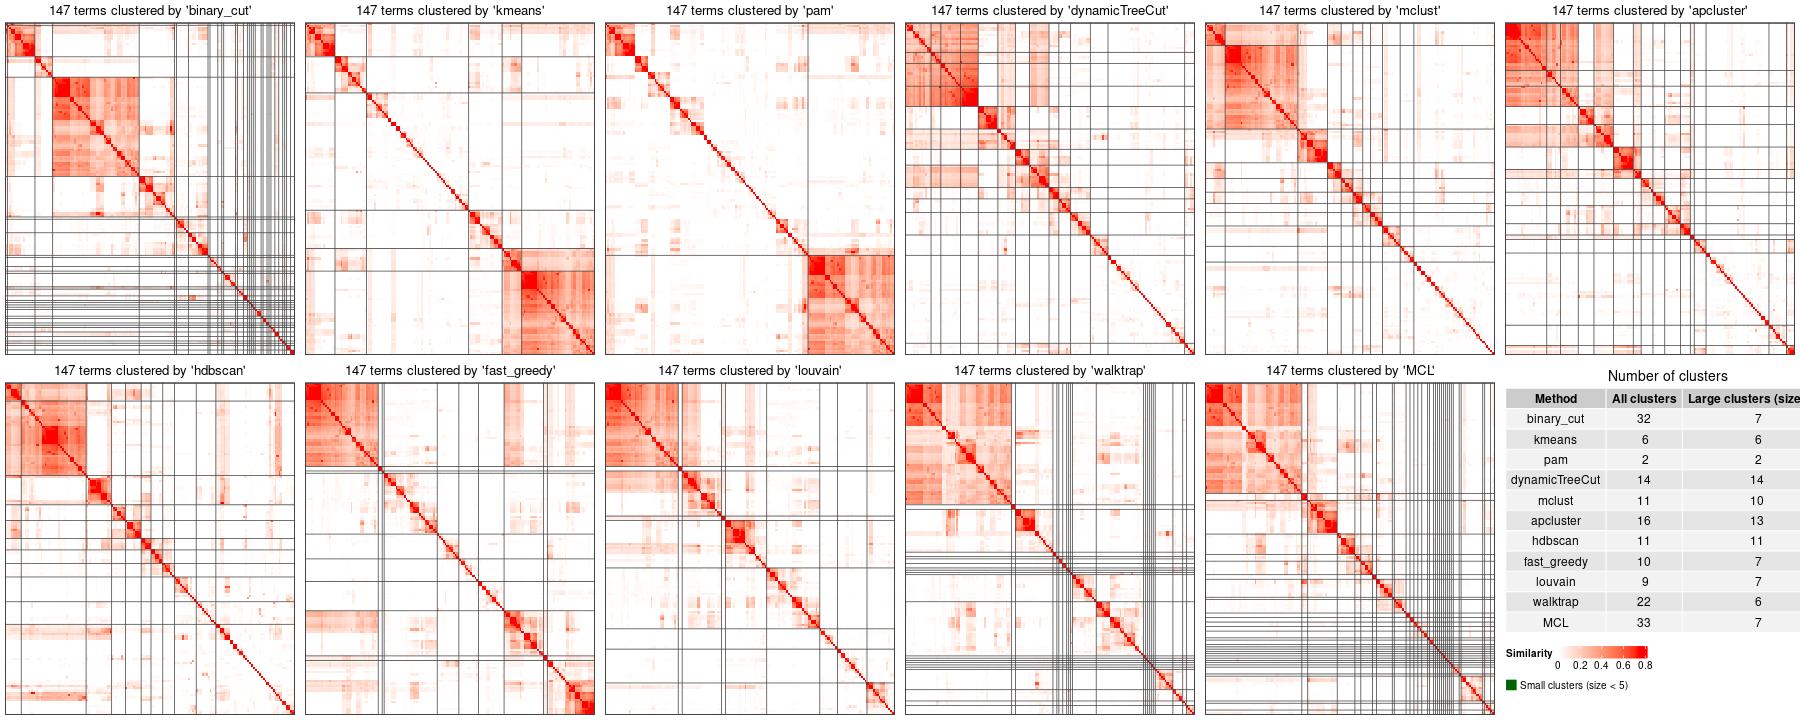 147 terms clustered by 'binary_cut'
147 terms clustered by 'kmeans'
147 terms clustered by 'pam'
147 terms clustered by 'dynamicTreeCut'
147 terms clustered by 'mclust'
147 terms clustered by 'apcluster'
147 terms clustered by 'hdbscan'
147 terms clustered by 'fast_greedy'
147 terms clustered by 'louvain'
147 terms clustered by 'walktrap'
147 terms clustered by 'MCL'
Number of clusters
Method All clusters Large clusters (size
binary_cut 32 7
kmeans 6 6
pam 2 2
dynamicTreeCut 14 14
mclust 11 10
apcluster 16 13
hdbscan 11 11
fast_greedy 10 7
louvain 9 7
walktrap 22 6
MCL 33 7
Similarity
0 0.2 0.4 0.6 0.8
Small clusters (size < 5)